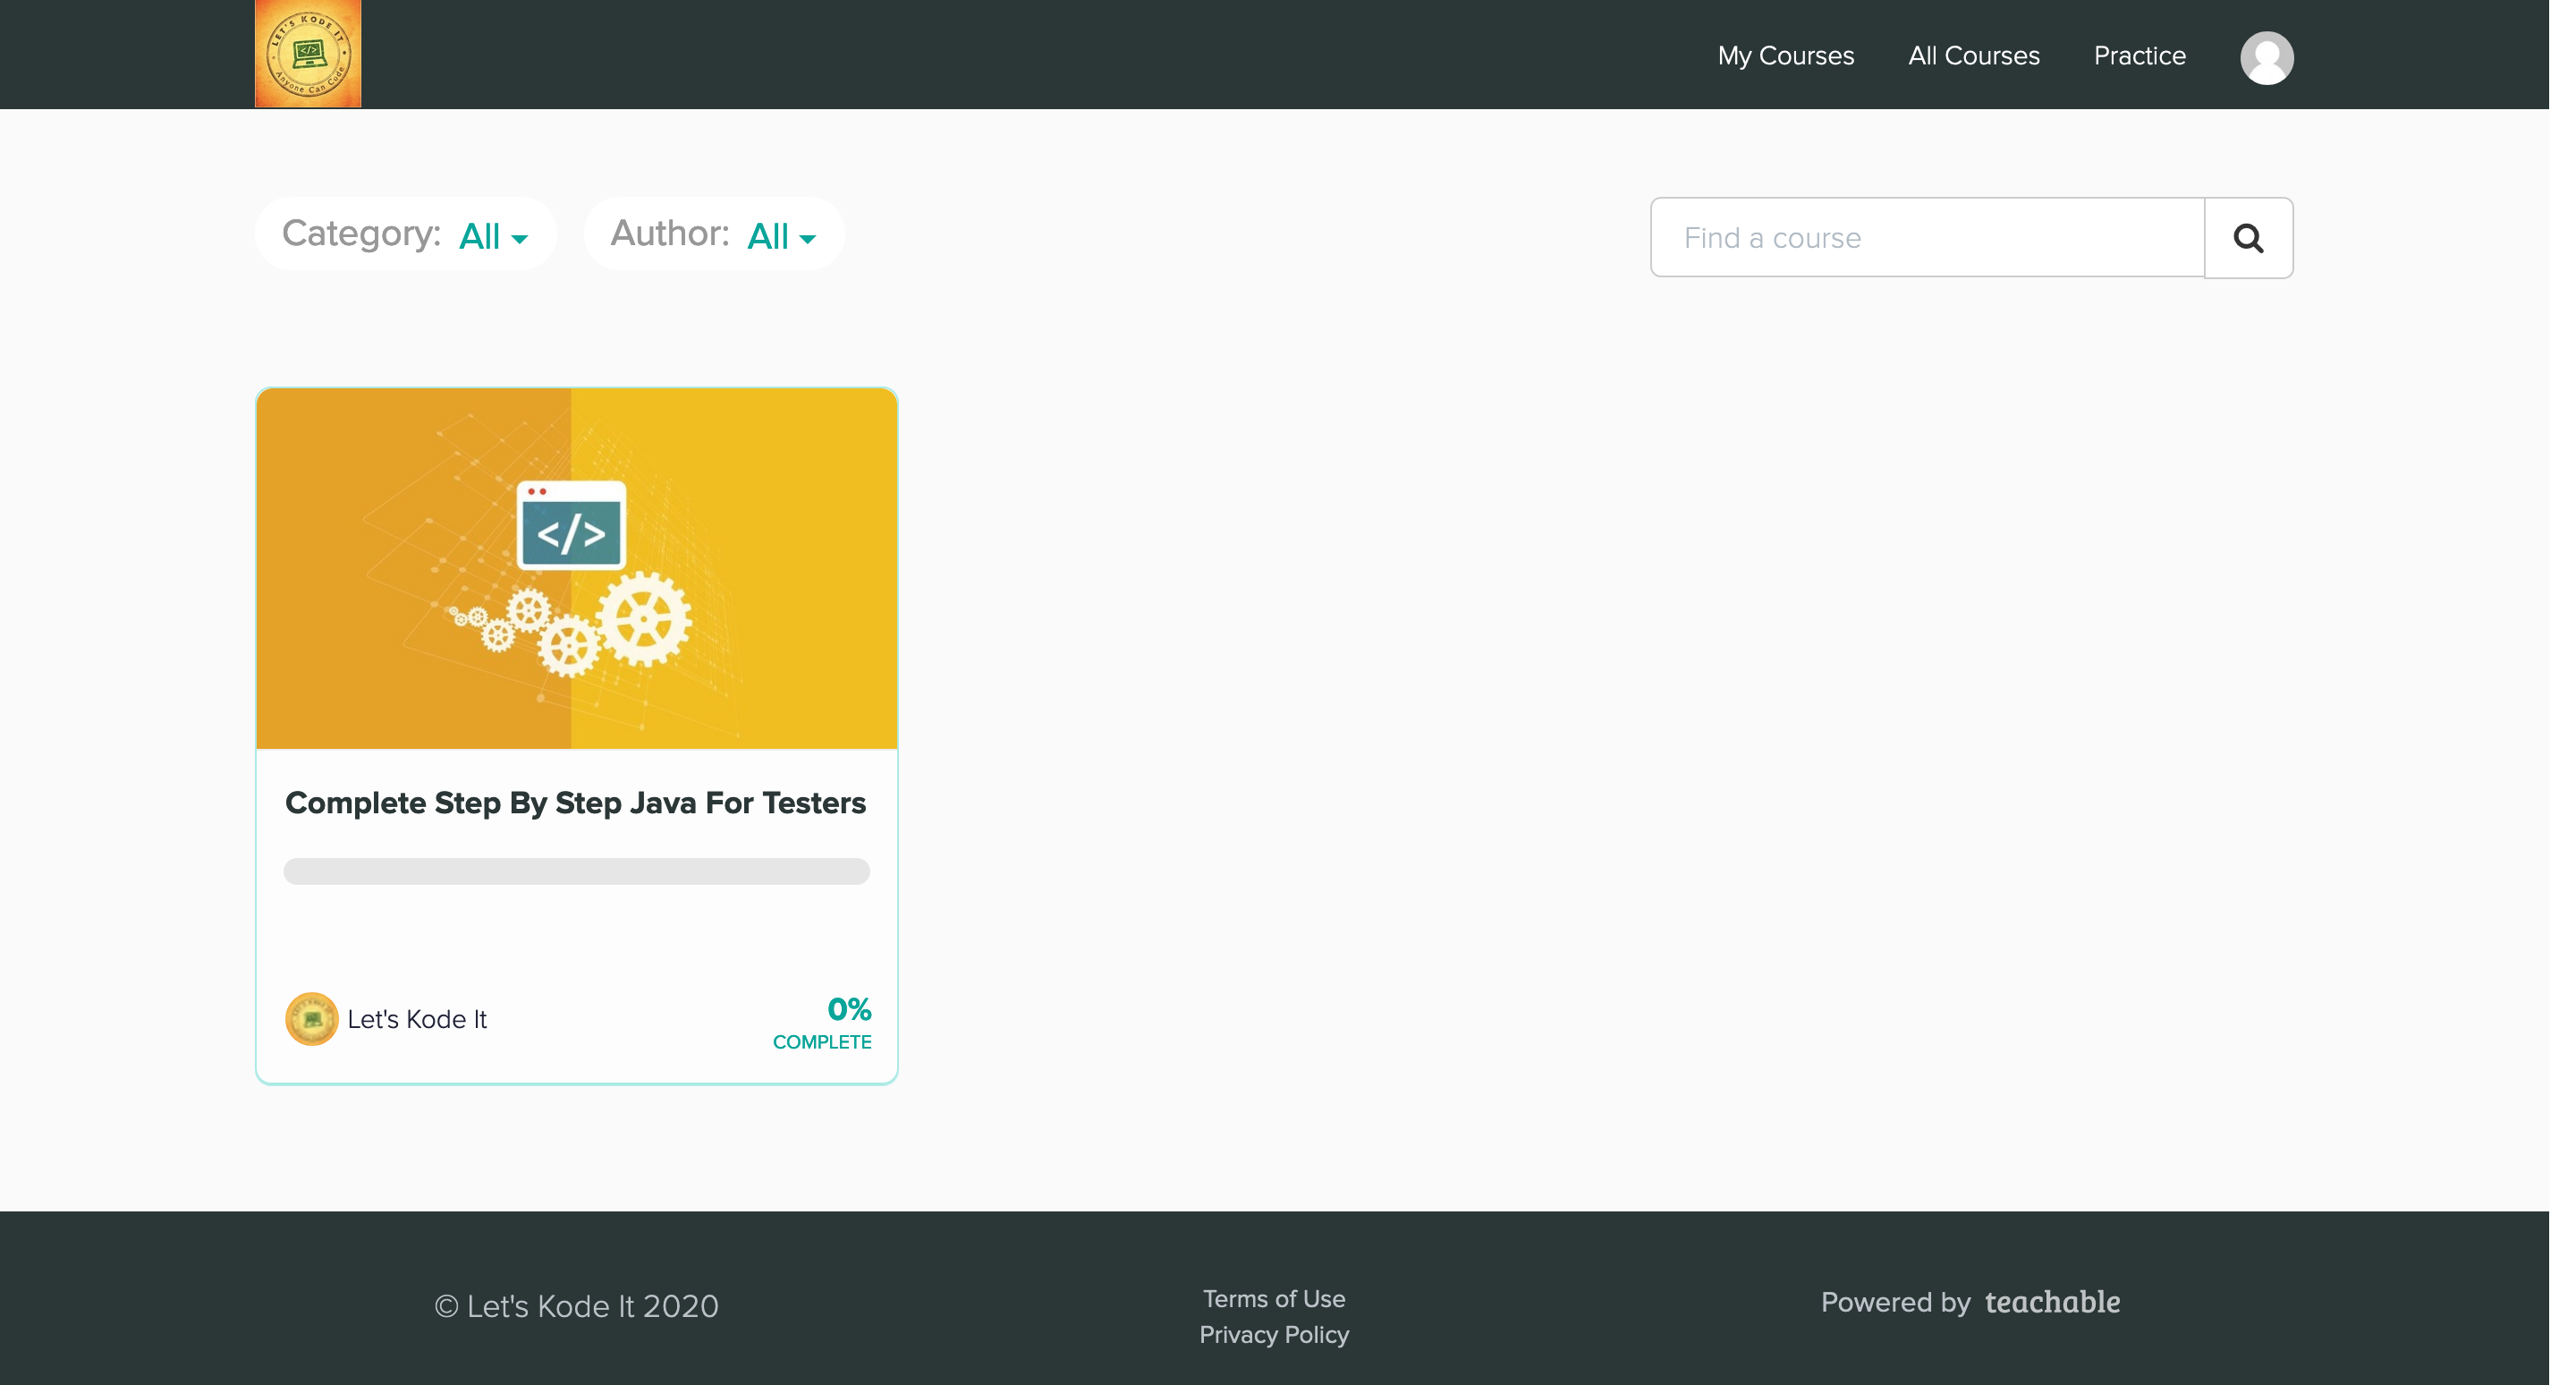 LET'S KODE IT
Anyone Can Code
</>
My Courses
All Courses
Practice
Category: All
Author: All
Find a course
</>
Complete Step By Step Java For Testers
Let's Kode It
0%
COMPLETE
© Let's Kode It 2020
Terms of Use
Privacy Policy
Powered by teachable